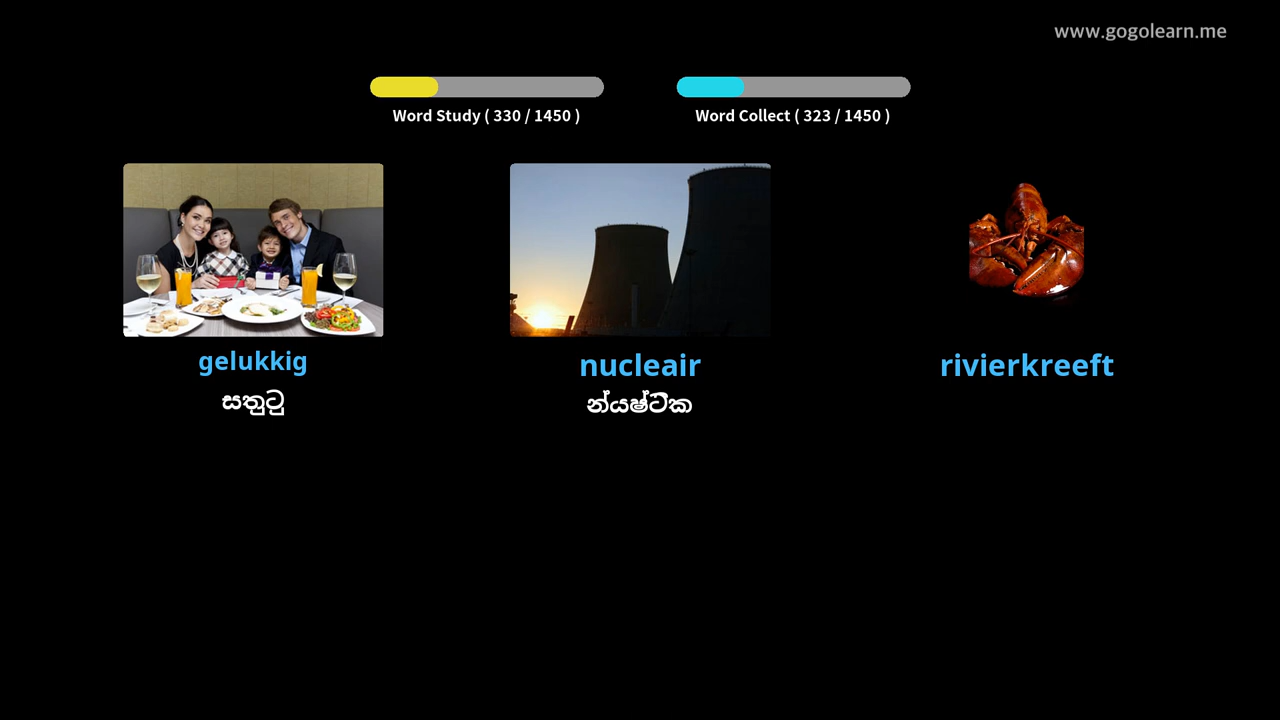 www.gogolearn.me
Word Study ( 330 / 1450 )
Word Collect ( 323 / 1450 )
gelukkig
nucleair
rivierkreeft
සතුටු
න්යෂ්ටික